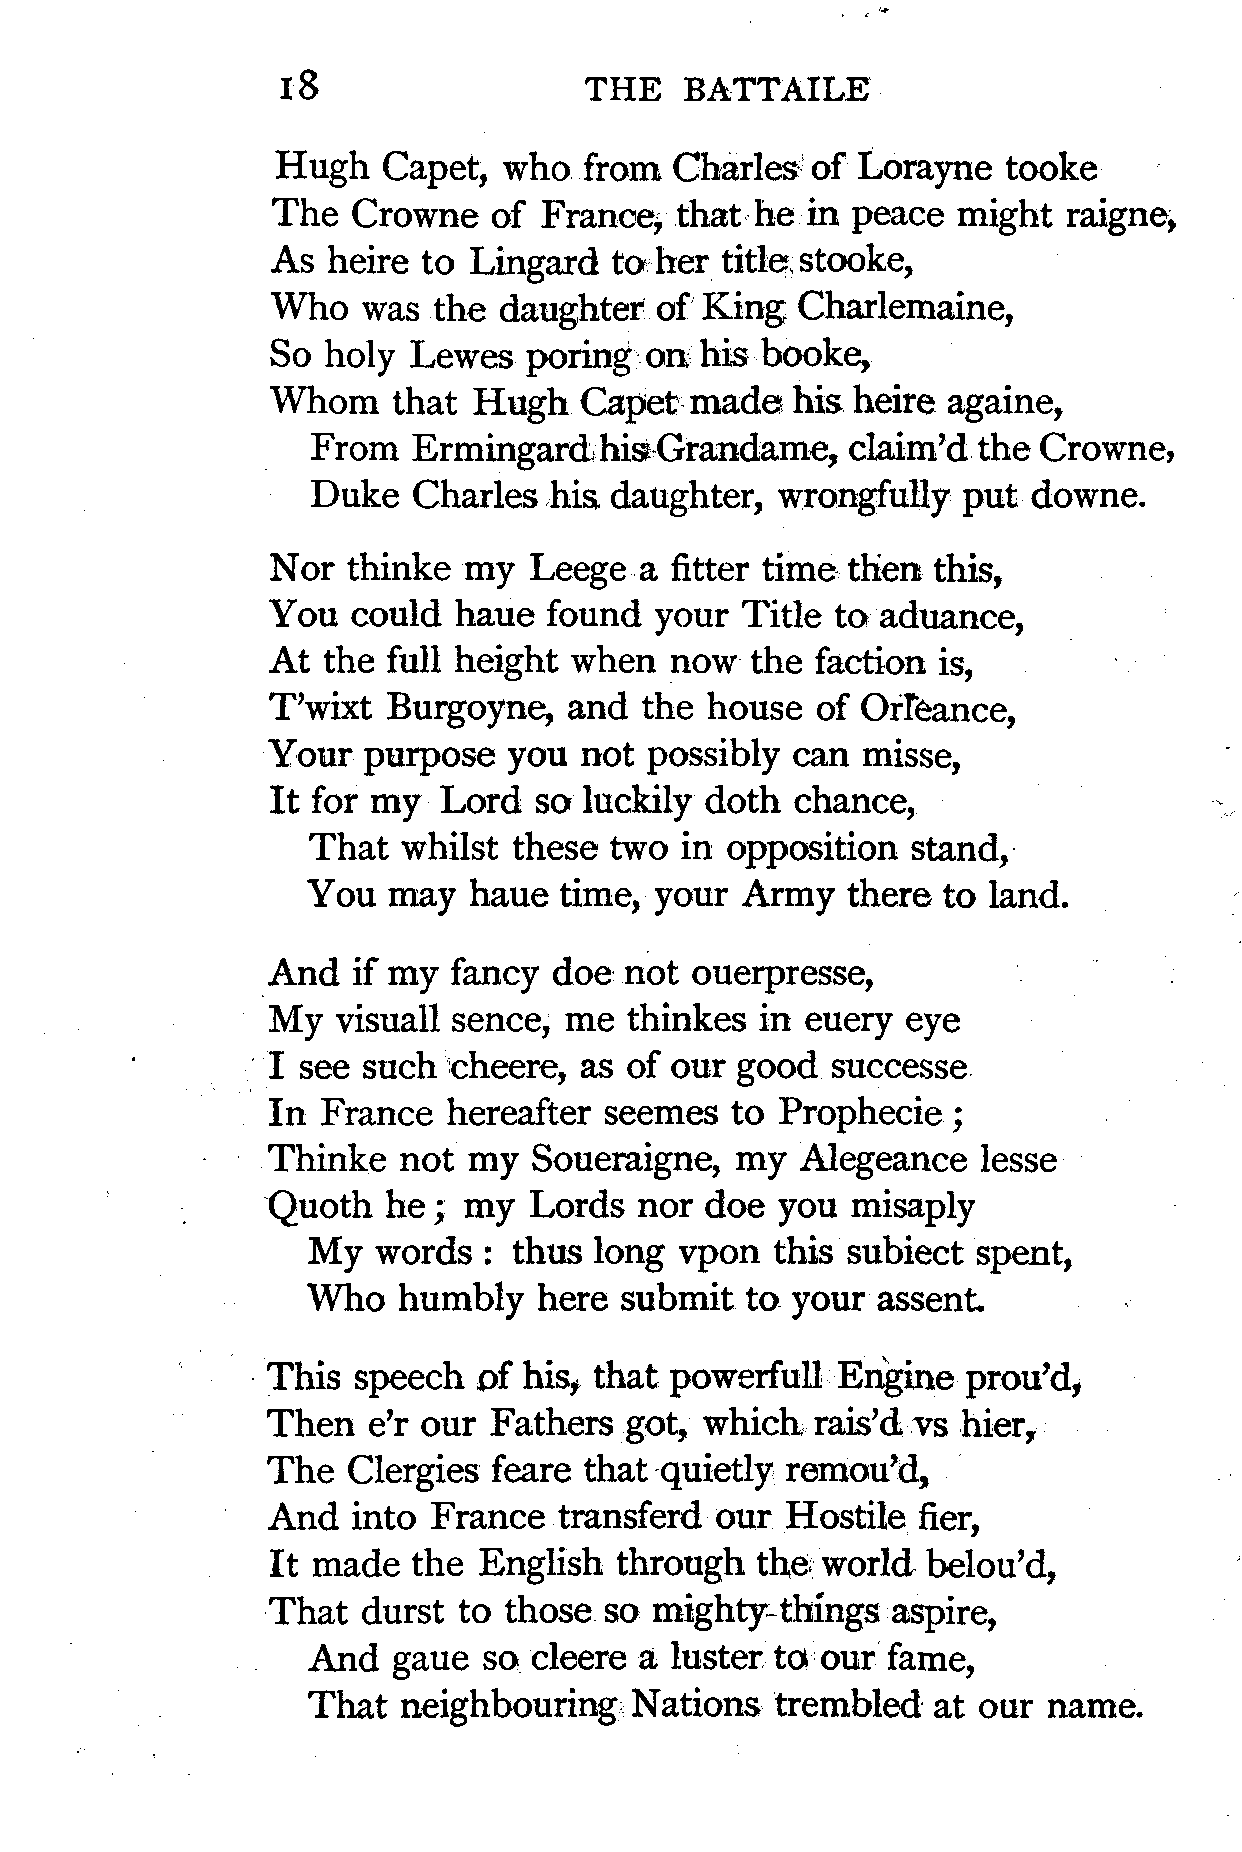 18 THE BATTAILE
Hugh Capet, who from Charles of Lorayne tooke
The Crowne of France, that he in peace might raigne,
As heire to Lingard to her title stooke,
Who was the daughter of King Charlemaine,
So holy Lewes poring on his booke,
Whom that Hugh Capet made his heire againe,
From Ermingard his Grandame, claim'd the Crowne,
Duke Charles his daughter, wrongfully put downe.
Nor thinke my Leege a fitter time then this,
You could haue found your Title to aduance,
At the full height when now the faction is,
T'wixt Burgoyne, and the house of Orleance,
Your purpose you not possibly can misse,
It for my Lord so luckily doth chance,
That whilst these two in opposition stand,
You may haue time, your Army there to land.
And if my fancy doe not ouerpresse,
My visuall sence, me thinkes in euery eye
I see such cheere, as of our good successe
In France hereafter seemes to Prophecie ;
Thinke not my Soueraigne, my Alegeance lesse
Quoth he ; my Lords nor doe you misaply
My words : thus long vpon this subiect spent,
Who humbly here submit to your assent.
This speech of his, that powerfull Engine prou'd,
Then e'r our Fathers got, which rais'd vs hier,
The Clergies feare that quietly remou'd,
And into France transferd our Hostile fier,
It made the English through the world belou'd,
That durst to those so mighty things aspire,
And gaue so cleere a luster to our fame,
That neighbouring Nations trembled at our name.